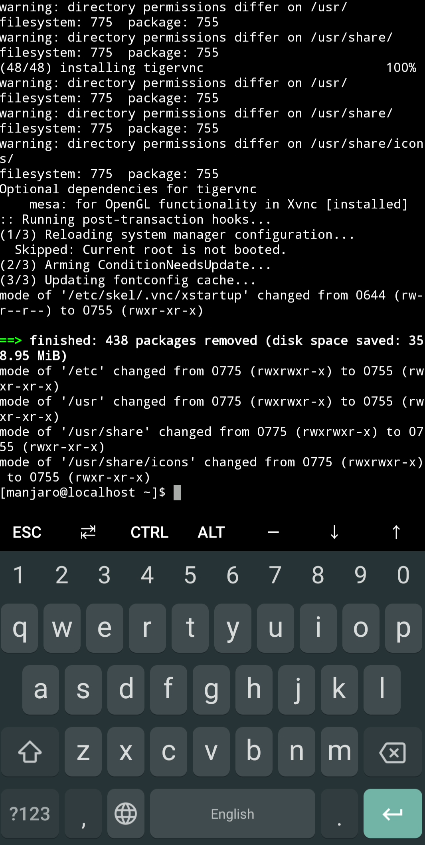 warning: directory permissions differ on /usr/
filesystem: 775  package: 755
warning: directory permissions differ on /usr/share/
filesystem: 775  package: 755
(48/48) installing tigervnc 100%
warning: directory permissions differ on /usr/
filesystem: 775  package: 755
warning: directory permissions differ on /usr/share/
filesystem: 775  package: 755
warning: directory permissions differ on /usr/share/icon
s/
filesystem: 775  package: 755
Optional dependencies for tigervnc
    mesa: for OpenGL functionality in Xvnc [installed]
:: Running post-transaction hooks...
(1/3) Reloading system manager configuration...
  Skipped: Current root is not booted.
(2/3) Arming ConditionNeedsUpdate...
(3/3) Updating fontconfig cache...
mode of '/etc/skel/.vnc/xstartup' changed from 0644 (rw-
r--r--) to 0755 (rwxr-xr-x)
==> finished: 438 packages removed (disk space saved: 35
8.95 MiB)
mode of '/etc' changed from 0775 (rwxrwxr-x) to 0755 (rw
xr-xr-x)
mode of '/usr' changed from 0775 (rwxrwxr-x) to 0755 (rw
xr-xr-x)
mode of '/usr/share' changed from 0775 (rwxrwxr-x) to 07
55 (rwxr-xr-x)
mode of '/usr/share/icons' changed from 0775 (rwxrwxr-x)
 to 0755 (rwxr-xr-x)
[manjaro@localhost ~]$
ESC ⇄ CTRL ALT — ↓ ↑
1 2 3 4 5 6 7 8 9 0
q w e r t y u i o p
a s d f g h j k l
z x c v b n m
?123 , English .